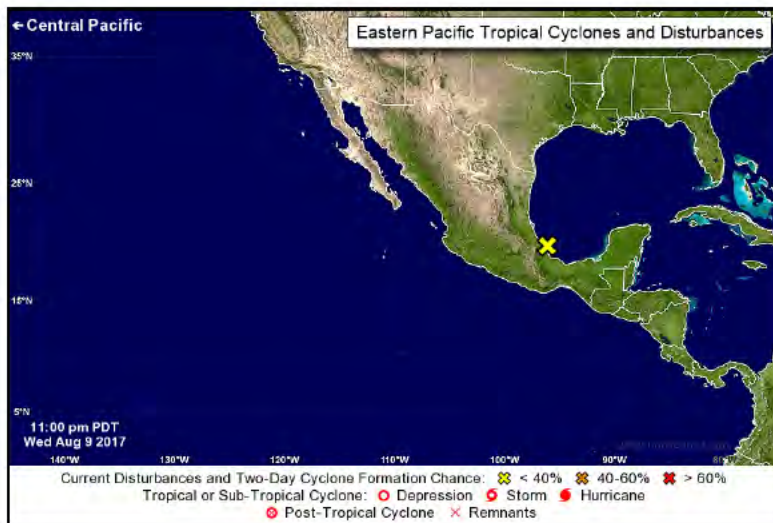 ← Central Pacific
Eastern Pacific Tropical Cyclones and Disturbances
35°N
25°N
15°N
5°N
11:00 pm PDT
Wed Aug 9 2017
140°W 130°W 120°W 110°W 100°W 90°W 80°W
Current Disturbances and Two-Day Cyclone Formation Chance: < 40% 40-60% > 60%
Tropical or Sub-Tropical Cyclone: Depression Storm Hurricane
Post-Tropical Cyclone Remnants